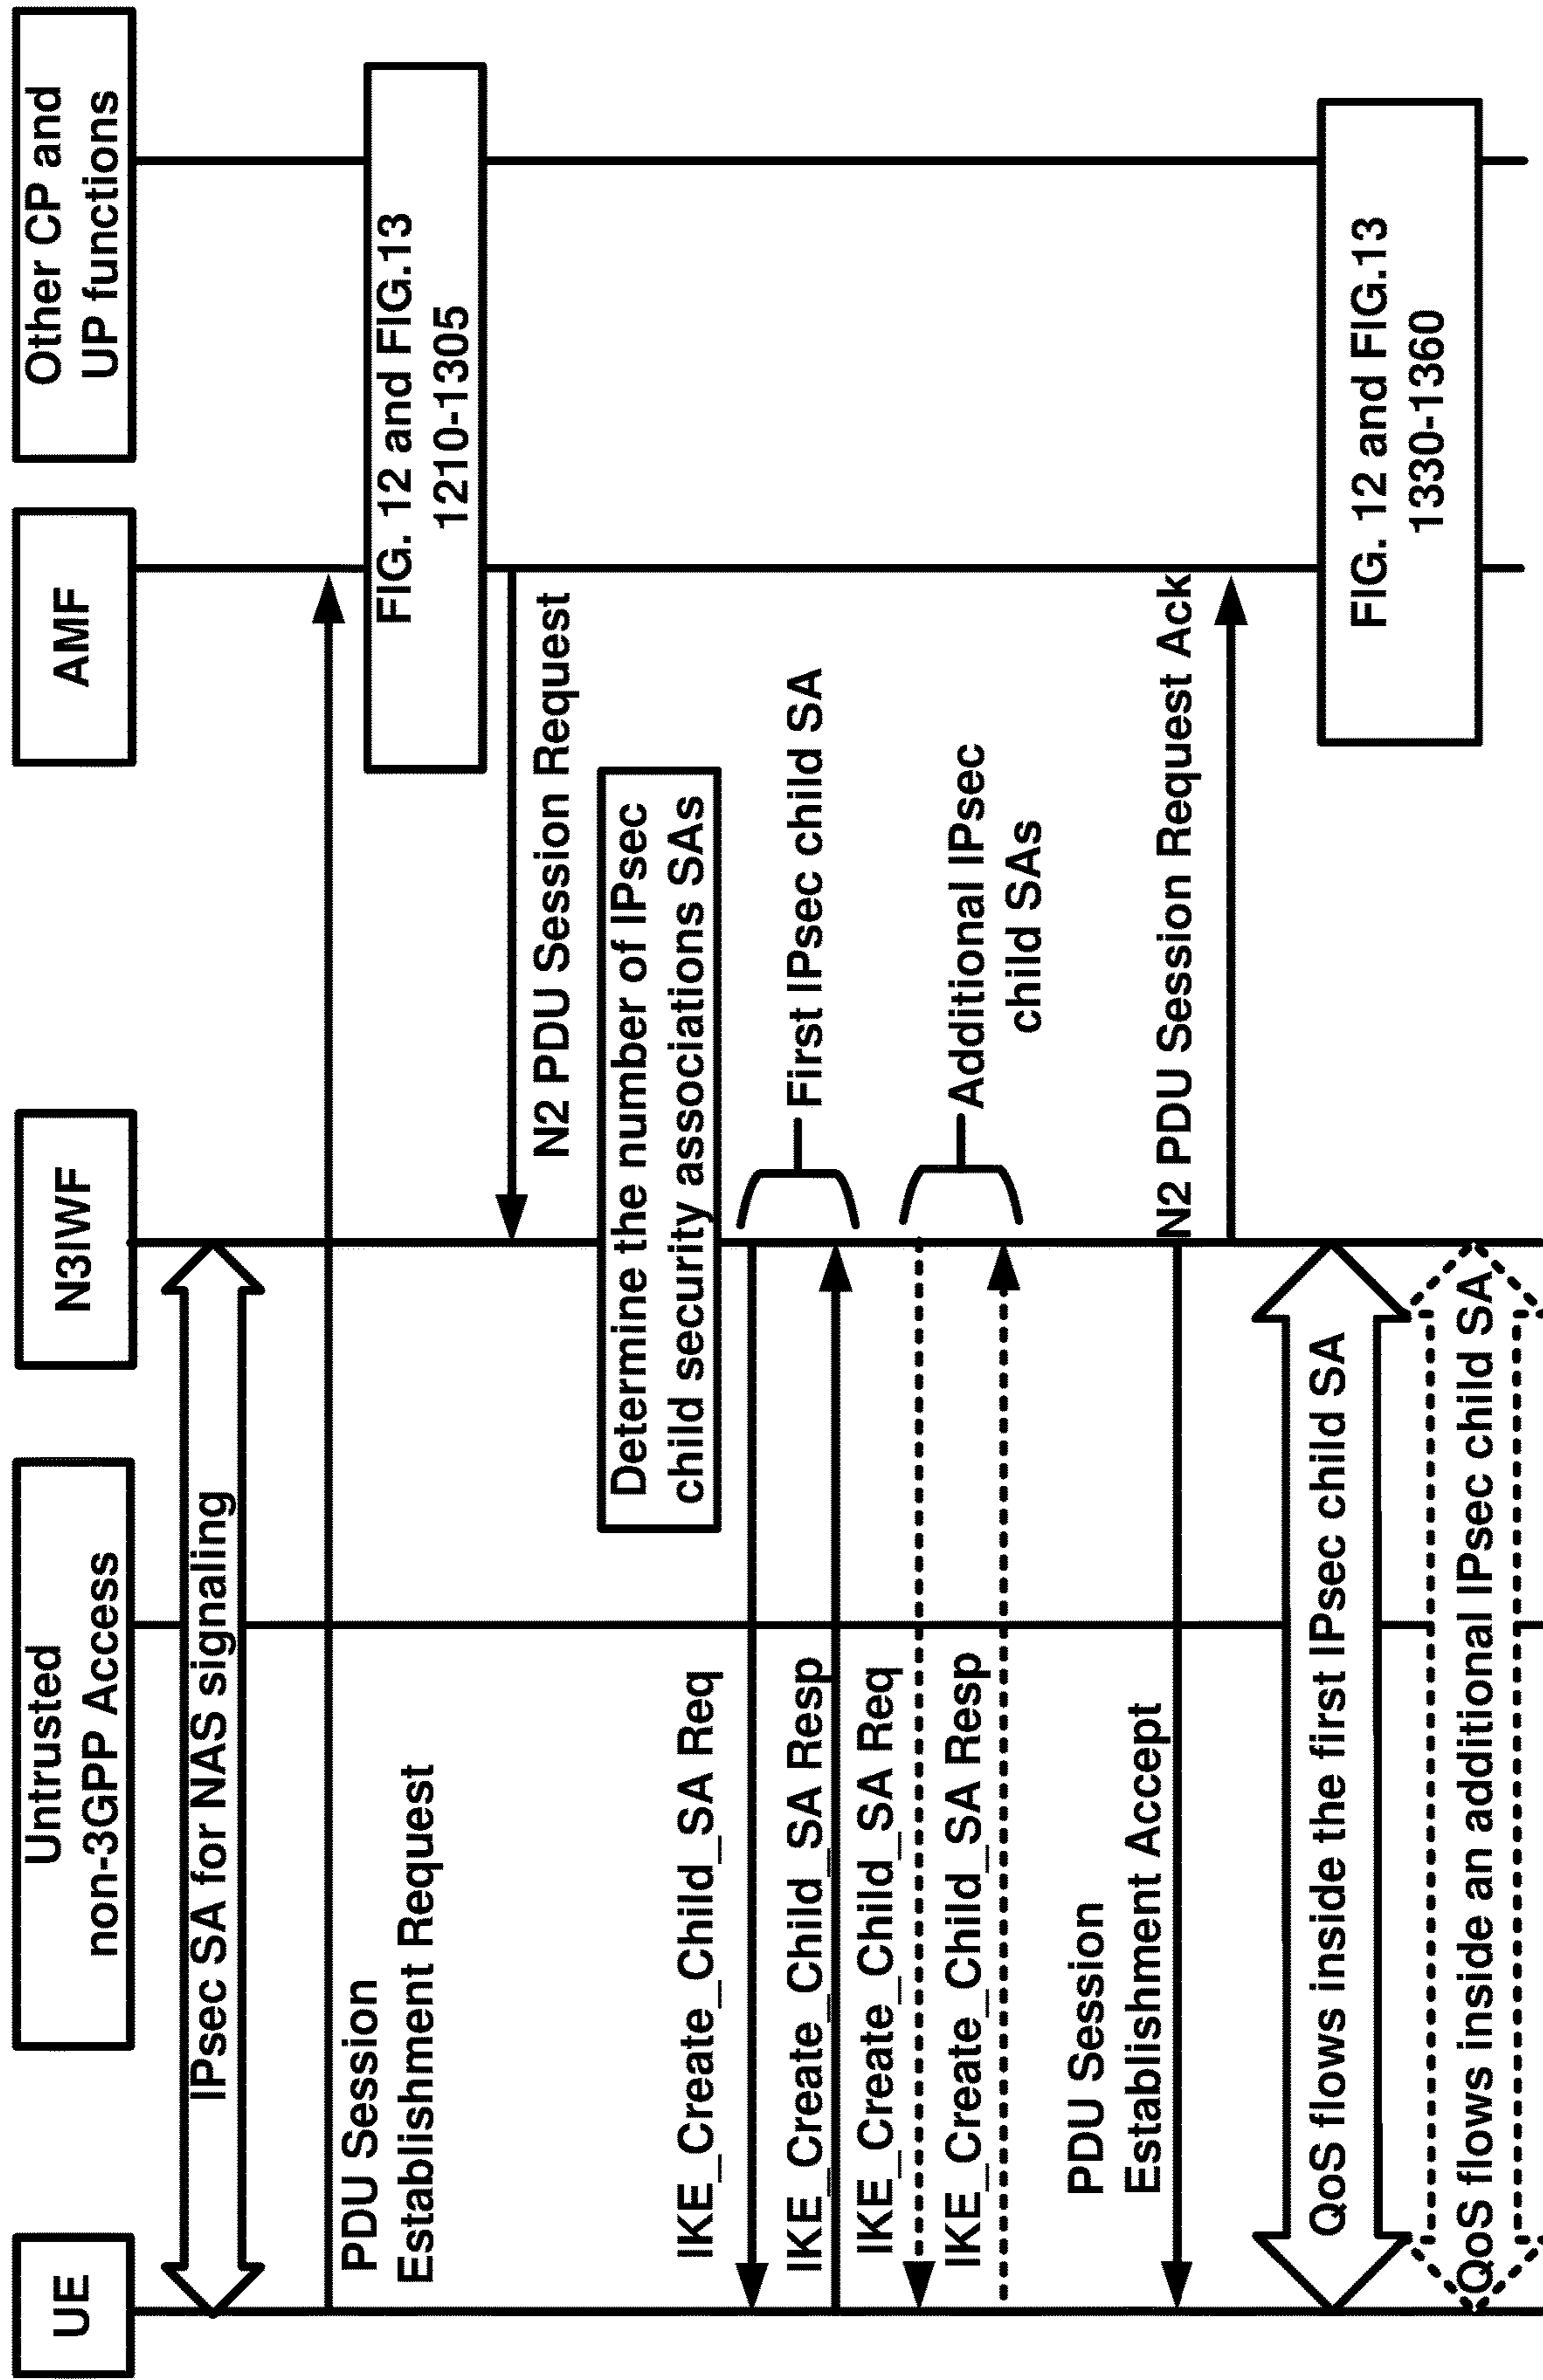 UE
Untrusted
non-3GPP Access
N3IWF
AMF
Other CP and
UP functions
IPsec SA for NAS signaling
PDU Session
Establishment Request
FIG. 12 and FIG.13
1210-1305
N2 PDU Session Request
Determine the number of IPsec
child security associations SAs
IKE_Create_Child_SA Req
First IPsec child SA
IKE_Create_Child_SA Resp
IKE_Create_Child_SA Req
Additional IPsec
child SAs
IKE_Create_Child_SA Resp
PDU Session
Establishment Accept
N2 PDU Session Request Ack
QoS flows inside the first IPsec child SA
FIG. 12 and FIG.13
1330-1360
QoS flows inside an additional IPsec child SA